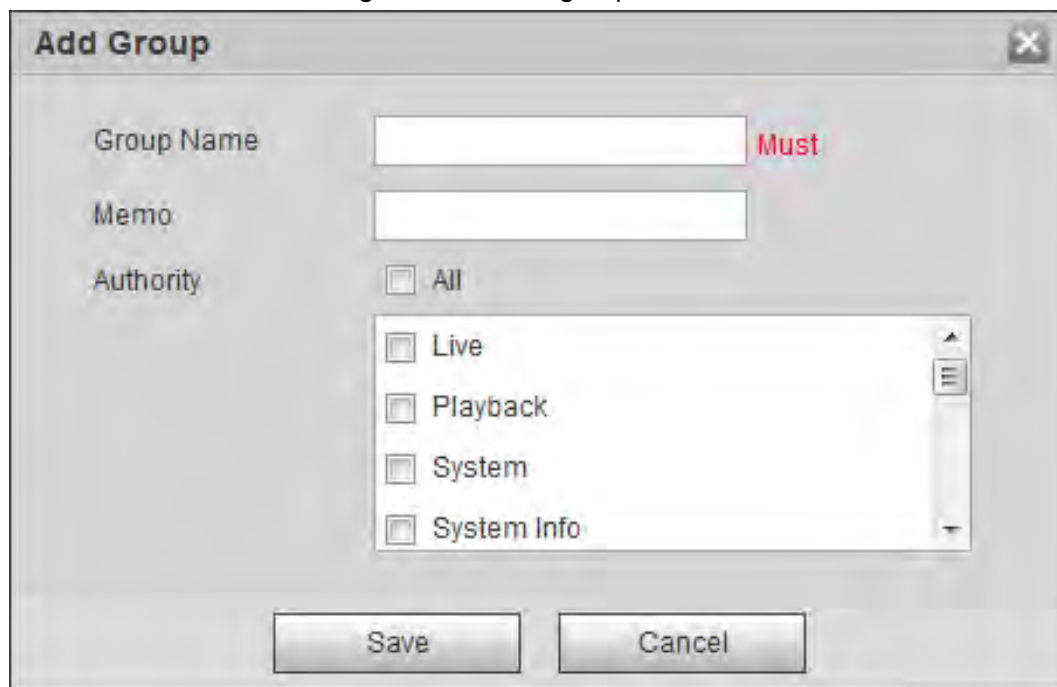 Add Group
Group Name Must
Memo
Authority All
Live
Playback
System
System Info
Save Cancel